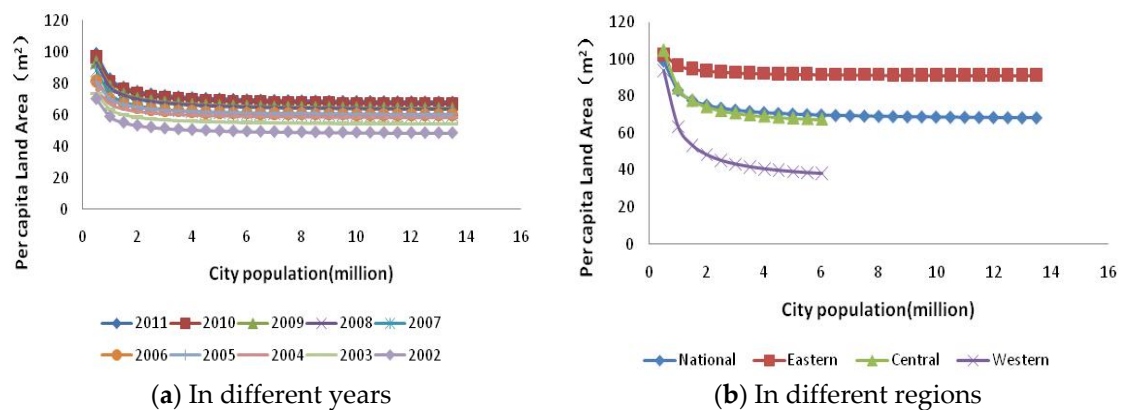 Per capita Land Area（m²）
120
100
80
60
40
20
0
0 2 4 6 8 10 12 14 16
City population(million)
2011 2010 2009 2008 2007
2006 2005 2004 2003 2002
(a) In different years
Per capita Land Area（m²）
120
100
80
60
40
20
0
0 2 4 6 8 10 12 14 16
City population(million)
National Eastern Central Western
(b) In different regions